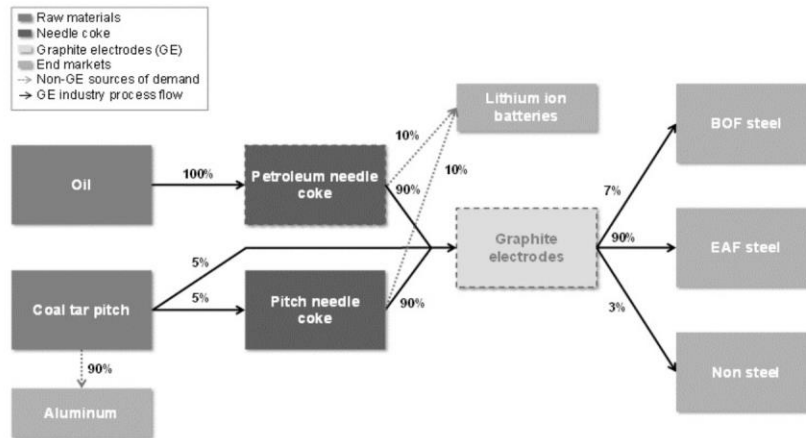 Raw materials
Needle coke
Graphite electrodes (GE)
End markets
Non-GE sources of demand
GE industry process flow
Lithium ion
batteries
BOF steel
10%
10%
7%
Oil
100%
Petroleum needle
coke
90%
Graphite
electrodes
90%
EAF steel
5%
5%
Coal tar pitch
Pitch needle
coke
90%
3%
Non steel
90%
Aluminum